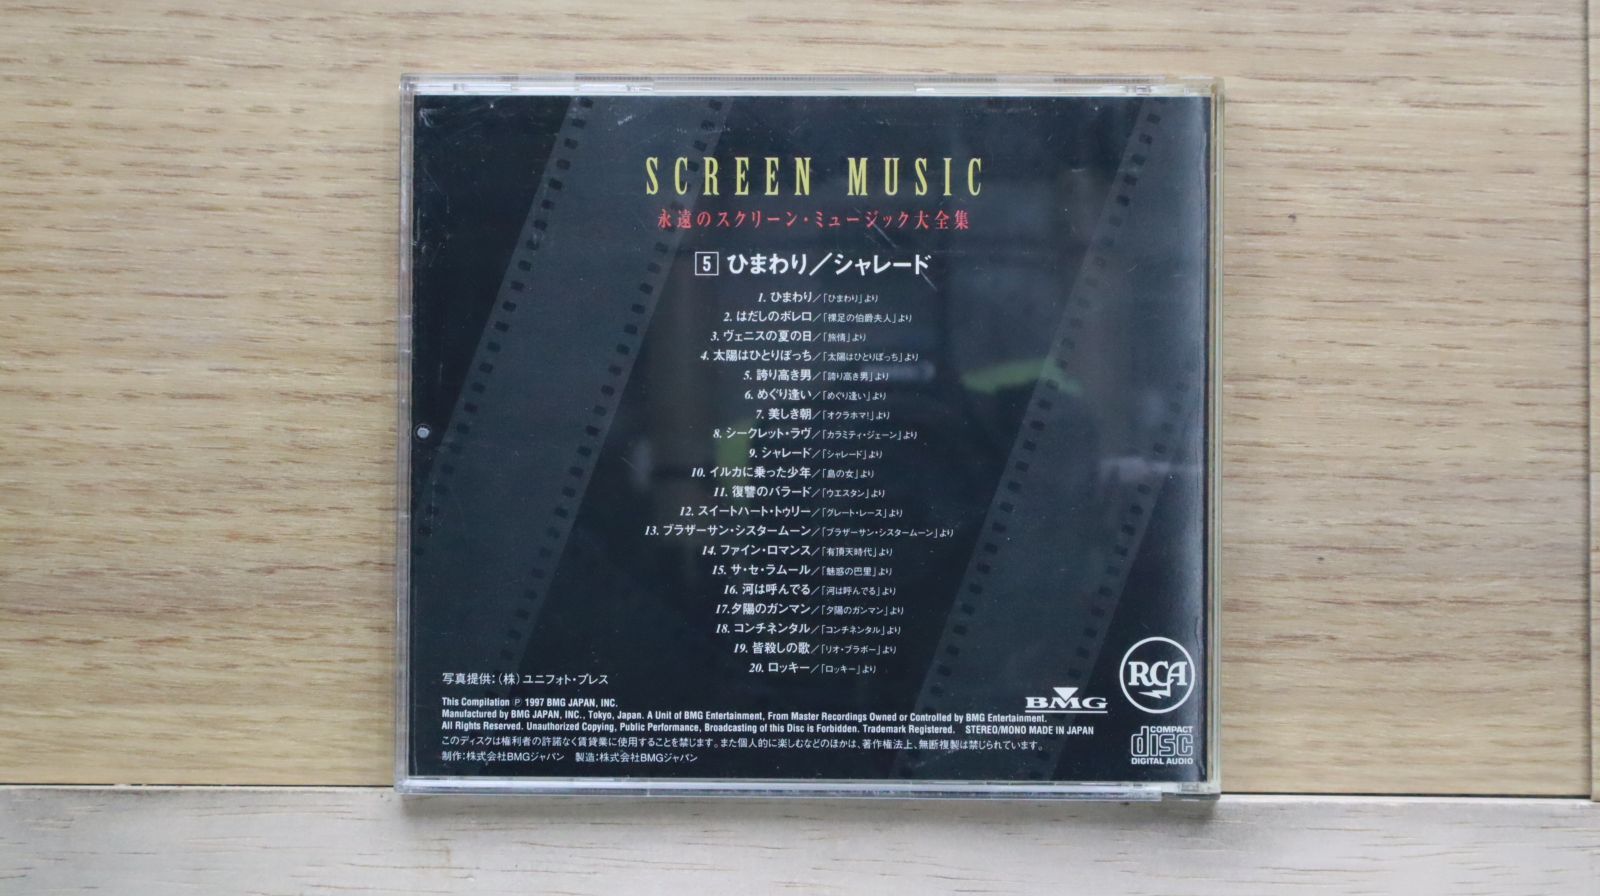 SCREEN MUSIC
永遠のスクリーン・ミュージック大全集
5 ひまわり／シャレード
1. ひまわり／「ひまわり」より
2. はだしのボレロ／「裸足の伯爵夫人」より
3. ヴェニスの夏の日／「旅情」より
4. 太陽はひとりぼっち／「太陽はひとりぼっち」より
5. 誇り高き男／「誇り高き男」より
6. めぐり逢い／「めぐり逢い」より
7. 美しき朝／「オクラホマ!」より
8. シークレット・ラヴ／「カラミティ・ジェーン」より
9. シャレード／「シャレード」より
10. イルカに乗った少年／「島の女」より
11. 復讐のバラード／「ウエスタン」より
12. スイートハート・トゥリー／「グレート・レース」より
13. ブラザーサン・シスタームーン／「ブラザーサン・シスタームーン」より
14. ファイン・ロマンス／「有頂天時代」より
15. サ・セ・ラムール／「魅惑の巴里」より
16. 河は呼んでる／「河は呼んでる」より
17. 夕陽のガンマン／「夕陽のガンマン」より
18. コンチネンタル／「コンチネンタル」より
19. 皆殺しの歌／「リオ・ブラボー」より
20. ロッキー／「ロッキー」より
写真提供：（株）ユニフォト・プレス
This Compilation Ⓟ 1997 BMG JAPAN, INC.
Manufactured by BMG JAPAN, INC., Tokyo, Japan. A Unit of BMG Entertainment, From Master Recordings Owned or Controlled by BMG Entertainment.
All Rights Reserved. Unauthorized Copying, Public Performance, Broadcasting of this Disc is Forbidden. Trademark Registered. STEREO/MONO MADE IN JAPAN
このディスクは権利者の許諾なく賃貸業に使用することを禁じます。また個人的に楽しむなどのほかは、著作権法上、無断複製は禁じられています。
制作：株式会社BMGジャパン 製造：株式会社BMGジャパン
BMG
RCA
COMPACT
disc
DIGITAL AUDIO